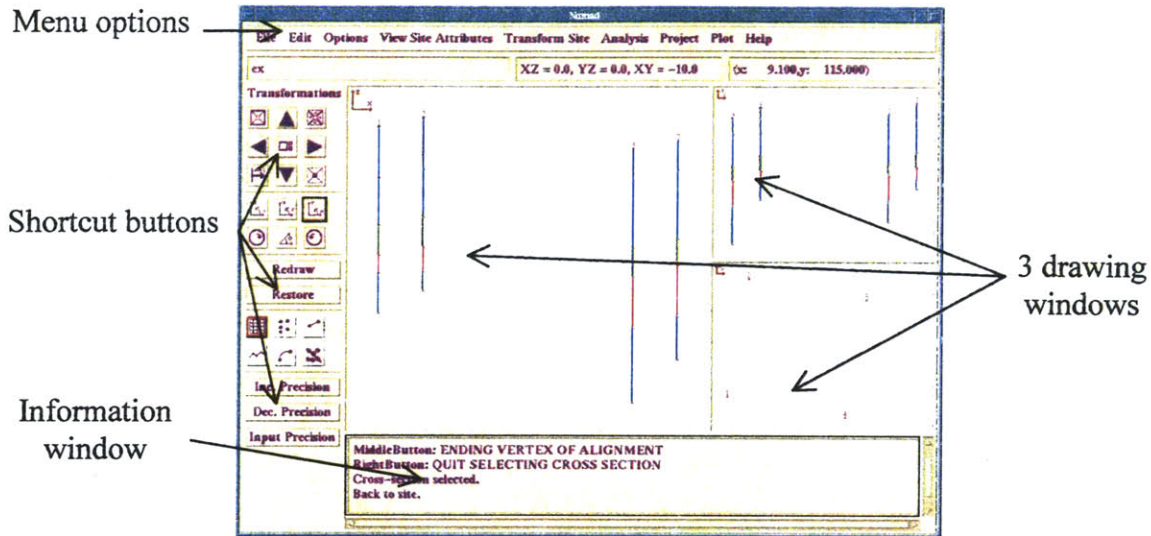 Nomad
Menu options
File Edit Options View Site Attributes Transform Site Analysis Project Plot Help
ex
XZ = 0.0, YZ = 0.0, XY = -10.0
(x: 9.100,y: 115.000)
Transformations
Shortcut buttons
Redraw
Restore
3 drawing
windows
Inc. Precision
Dec. Precision
Input Precision
Information
window
MiddleButton: ENDING VERTEX OF ALIGNMENT
RightButton: QUIT SELECTING CROSS SECTION
Cross-section selected.
Back to site.